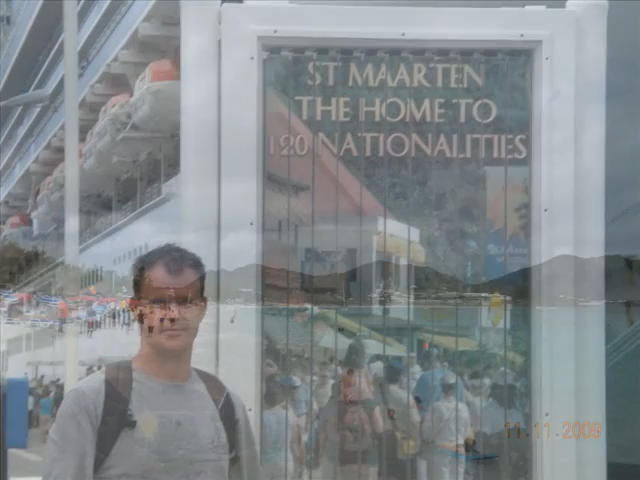 ST MAARTEN
THE HOME TO
120 NATIONALITIES
11.11.2009